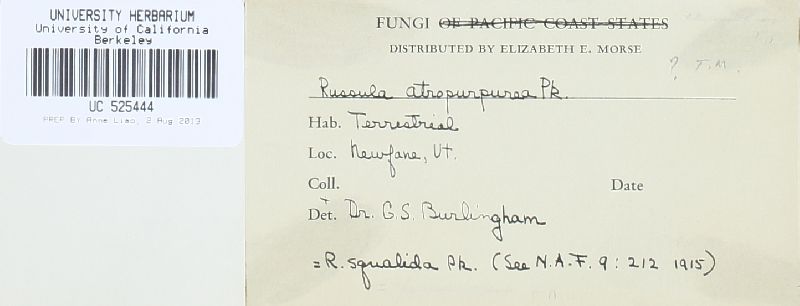 UNIVERSITY HERBARIUM
University of California
Berkeley
UC 525444
PREP BY Anne Liao, 2 Aug 2013
FUNGI OF PACIFIC COAST STATES
DISTRIBUTED BY ELIZABETH E. MORSE
? T.M.
Russula atropurpurea Pk.
Hab. Terrestrial
Loc. Newfane, Vt.
Coll. Date
+
Det. Dr. G.S. Burlingham
= R. squalida Pk. (See N.A.F. 9: 212 1915)